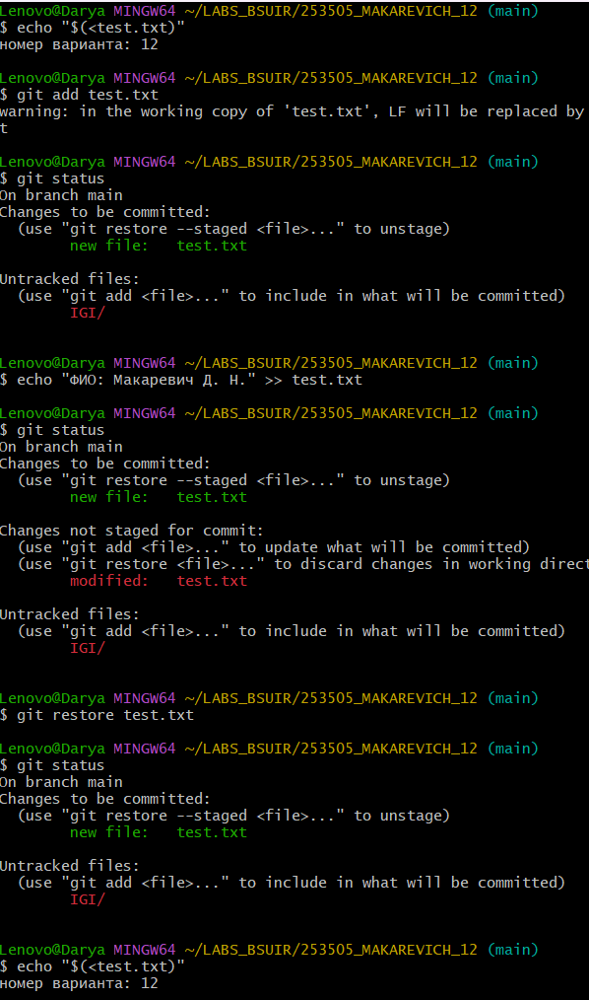 Lenovo@Darya MINGW64 ~/LABS_BSUIR/253505_MAKAREVICH_12 (main)
$ echo "$(<test.txt)"
номер варианта: 12
Lenovo@Darya MINGW64 ~/LABS_BSUIR/253505_MAKAREVICH_12 (main)
$ git add test.txt
warning: in the working copy of 'test.txt', LF will be replaced by
t
Lenovo@Darya MINGW64 ~/LABS_BSUIR/253505_MAKAREVICH_12 (main)
$ git status
On branch main
Changes to be committed:
  (use "git restore --staged <file>..." to unstage)
        new file:   test.txt
Untracked files:
  (use "git add <file>..." to include in what will be committed)
        IGI/
Lenovo@Darya MINGW64 ~/LABS_BSUIR/253505_MAKAREVICH_12 (main)
$ echo "ФИО: Макаревич Д. Н." >> test.txt
Lenovo@Darya MINGW64 ~/LABS_BSUIR/253505_MAKAREVICH_12 (main)
$ git status
On branch main
Changes to be committed:
  (use "git restore --staged <file>..." to unstage)
        new file:   test.txt
Changes not staged for commit:
  (use "git add <file>..." to update what will be committed)
  (use "git restore <file>..." to discard changes in working direct
        modified:   test.txt
Untracked files:
  (use "git add <file>..." to include in what will be committed)
        IGI/
Lenovo@Darya MINGW64 ~/LABS_BSUIR/253505_MAKAREVICH_12 (main)
$ git restore test.txt
Lenovo@Darya MINGW64 ~/LABS_BSUIR/253505_MAKAREVICH_12 (main)
$ git status
On branch main
Changes to be committed:
  (use "git restore --staged <file>..." to unstage)
        new file:   test.txt
Untracked files:
  (use "git add <file>..." to include in what will be committed)
        IGI/
Lenovo@Darya MINGW64 ~/LABS_BSUIR/253505_MAKAREVICH_12 (main)
$ echo "$(<test.txt)"
номер варианта: 12